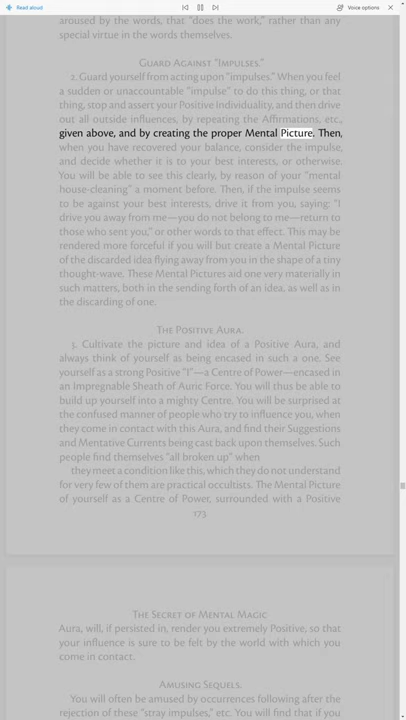 Read aloud
Voice options
aroused by the words, that "does the work," rather than any
special virtue in the words themselves.
Guard Against "Impulses."
2. Guard yourself from acting upon "impulses." When you feel
a sudden or unaccountable "impulse" to do this thing, or that
thing, stop and assert your Positive Individuality, and then drive
out all outside influences, by repeating the Affirmations, etc.,
given above, and by creating the proper Mental Picture. Then,
when you have recovered your balance, consider the impulse,
and decide whether it is to your best interests, or otherwise.
You will be able to see this clearly, by reason of your "mental
house-cleaning" a moment before. Then, if the impulse seems
to be against your best interests, drive it from you, saying: "I
drive you away from me—you do not belong to me—return to
those who sent you," or other words to that effect. This may be
rendered more forceful if you will but create a Mental Picture
of the discarded idea flying away from you in the shape of a tiny
thought-wave. These Mental Pictures aid one very materially in
such matters, both in the sending forth of an idea, as well as in
the discarding of one.
The Positive Aura.
3. Cultivate the picture and idea of a Positive Aura, and
always think of yourself as being encased in such a one. See
yourself as a strong Positive "I"—a Centre of Power—encased in
an Impregnable Sheath of Auric Force. You will thus be able to
build up yourself into a mighty Centre. You will be surprised at
the confused manner of people who try to influence you, when
they come in contact with this Aura, and find their Suggestions
and Mentative Currents being cast back upon themselves. Such
people find themselves "all broken up" when
they meet a condition like this, which they do not understand
for very few of them are practical occultists. The Mental Picture
of yourself as a Centre of Power, surrounded with a Positive
173
The Secret of Mental Magic
Aura, will, if persisted in, render you extremely Positive, so that
your influence is sure to be felt by the world with which you
come in contact.
Amusing Sequels.
You will often be amused by occurrences following after the
rejection of these "stray impulses," etc. You will find that if you